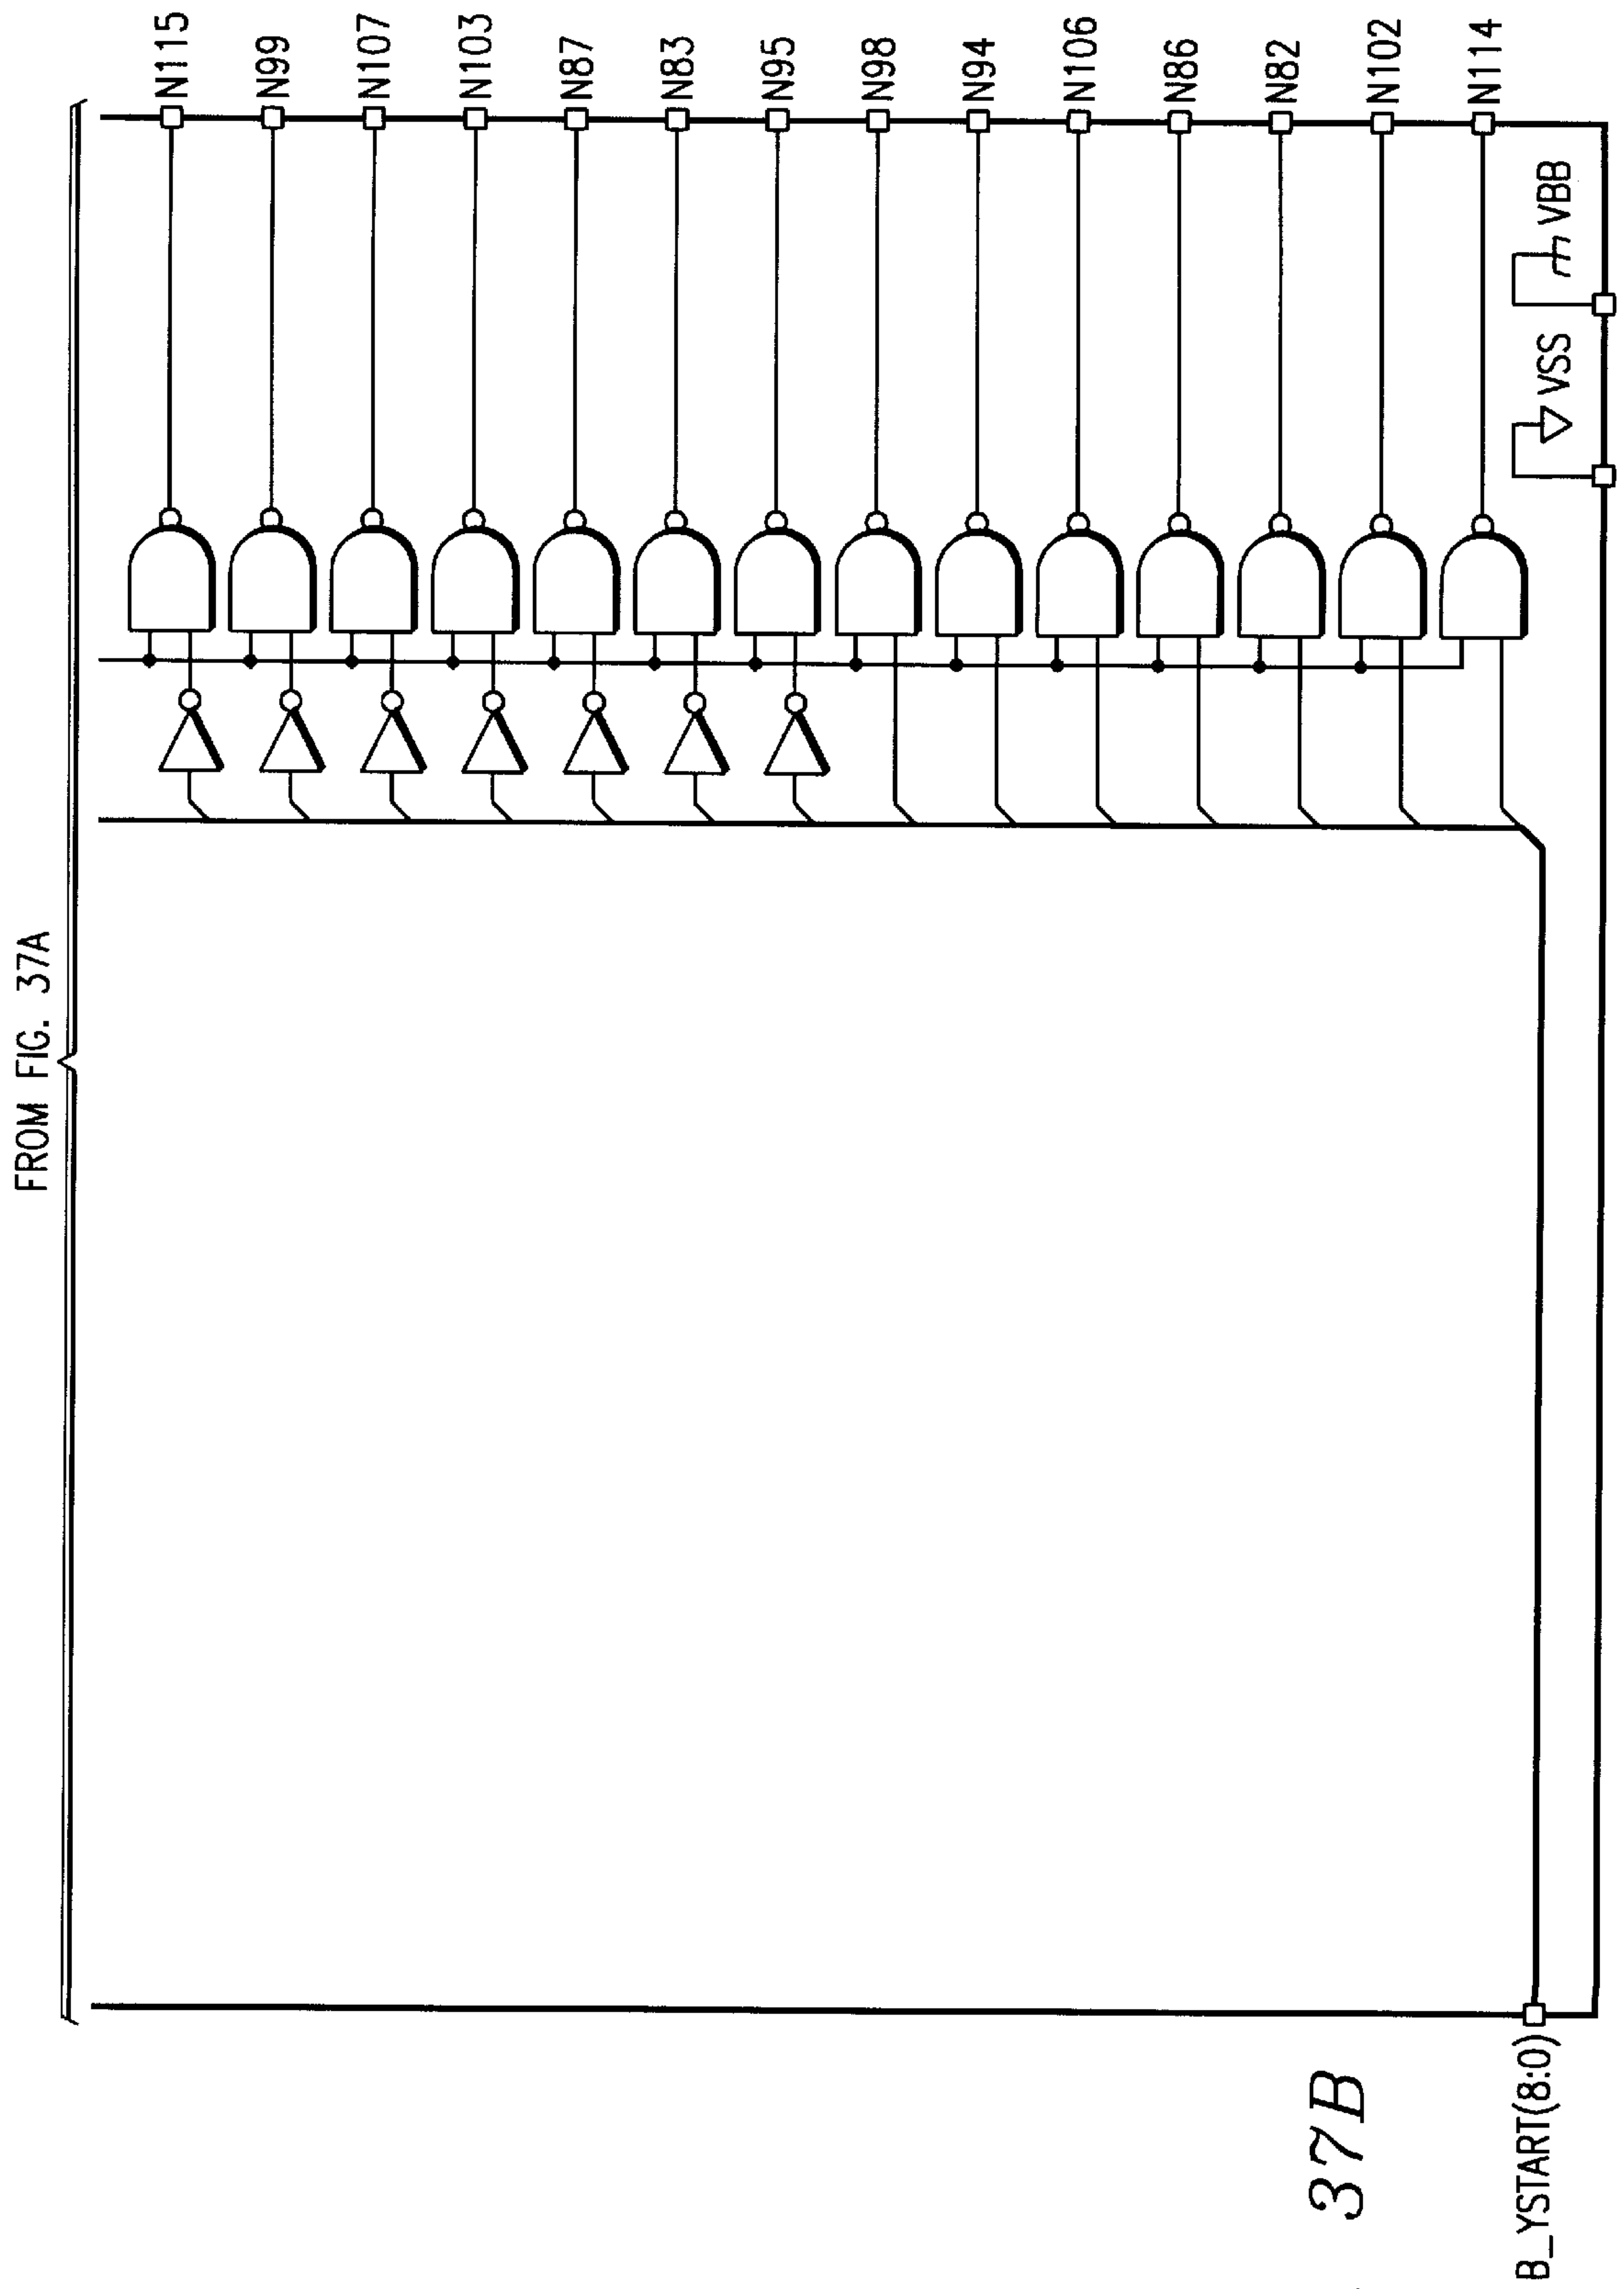 FROM FIG. 37A
N115
N99
N107
N103
N87
N83
N95
N98
N94
N106
N86
N82
N102
N114
VSS
VBB
B_YSTART(8:0)
37B